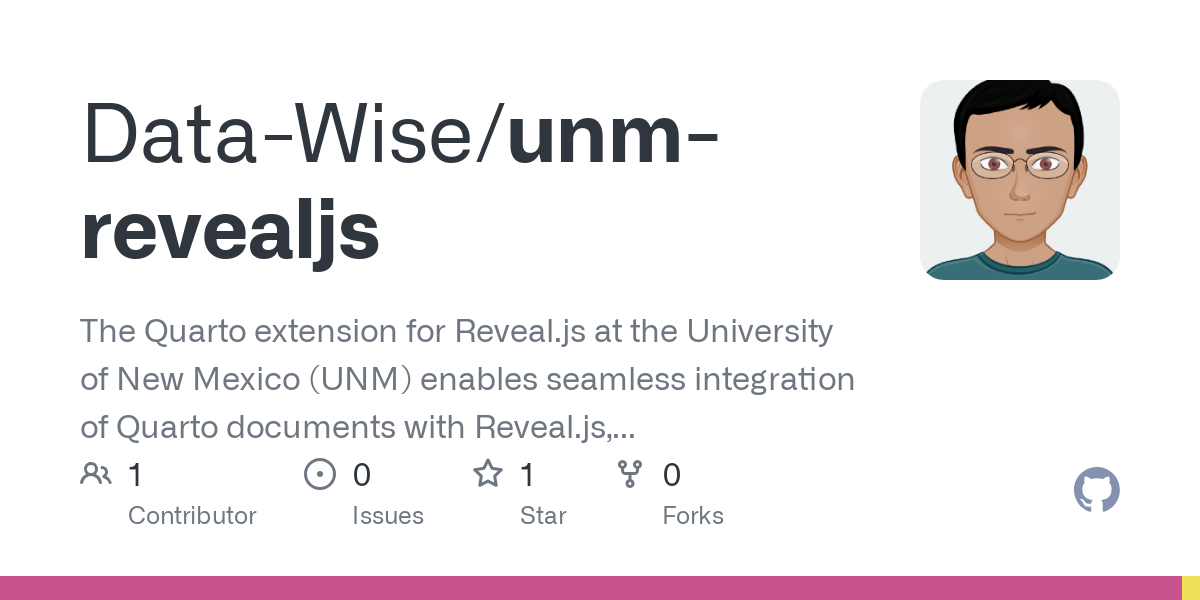 Data-Wise/unm-
revealjs
The Quarto extension for Reveal.js at the University
of New Mexico (UNM) enables seamless integration
of Quarto documents with Reveal.js,...
1 0 1 0
Contributor Issues Star Forks